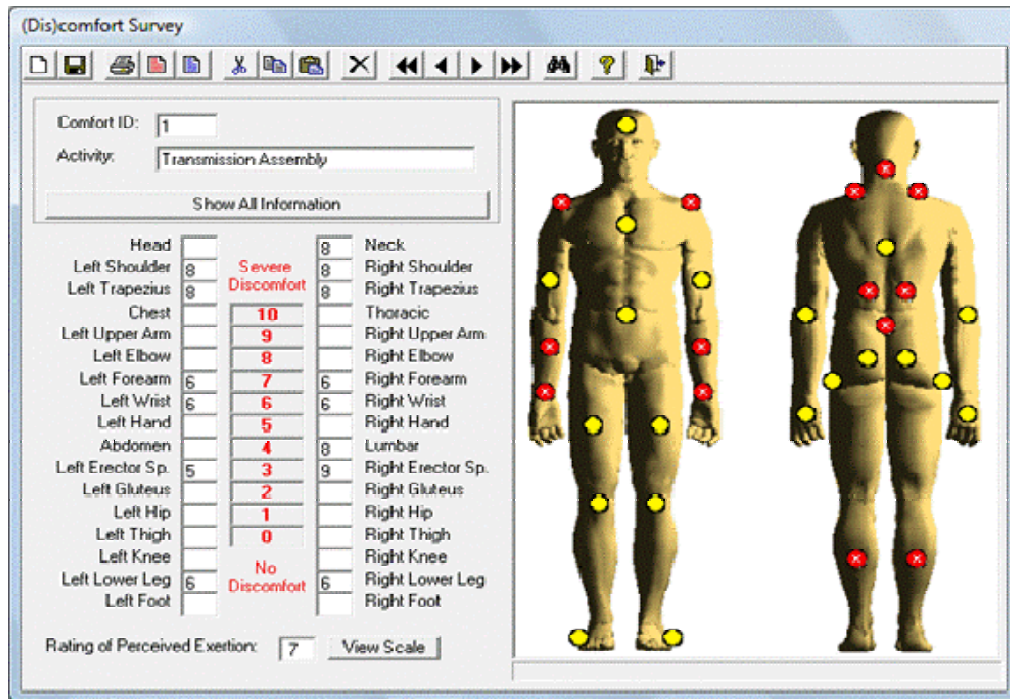 (Dis)comfort Survey
Comfort ID: 1
Activity: Transmission Assembly
Show All Information
Head Neck 8
Left Shoulder 8 Severe 8 Right Shoulder
Left Trapezius 8 Discomfort 8 Right Trapezius
Chest 10 Thoracic
Left Upper Arm 9 Right Upper Arm
Left Elbow 8 Right Elbow
Left Forearm 6 7 6 Right Forearm
Left Wrist 6 6 6 Right Wrist
Left Hand 5 Right Hand
Abdomen 4 8 Lumbar
Left Erector Sp. 5 3 9 Right Erector Sp.
Left Gluteus 2 Right Gluteus
Left Hip 1 Right Hip
Left Thigh 0 Right Thigh
Left Knee No Right Knee
Left Lower Leg 6 Discomfort 6 Right Lower Leg
Left Foot Right Foot
Rating of Perceived Exertion: 7 View Scale